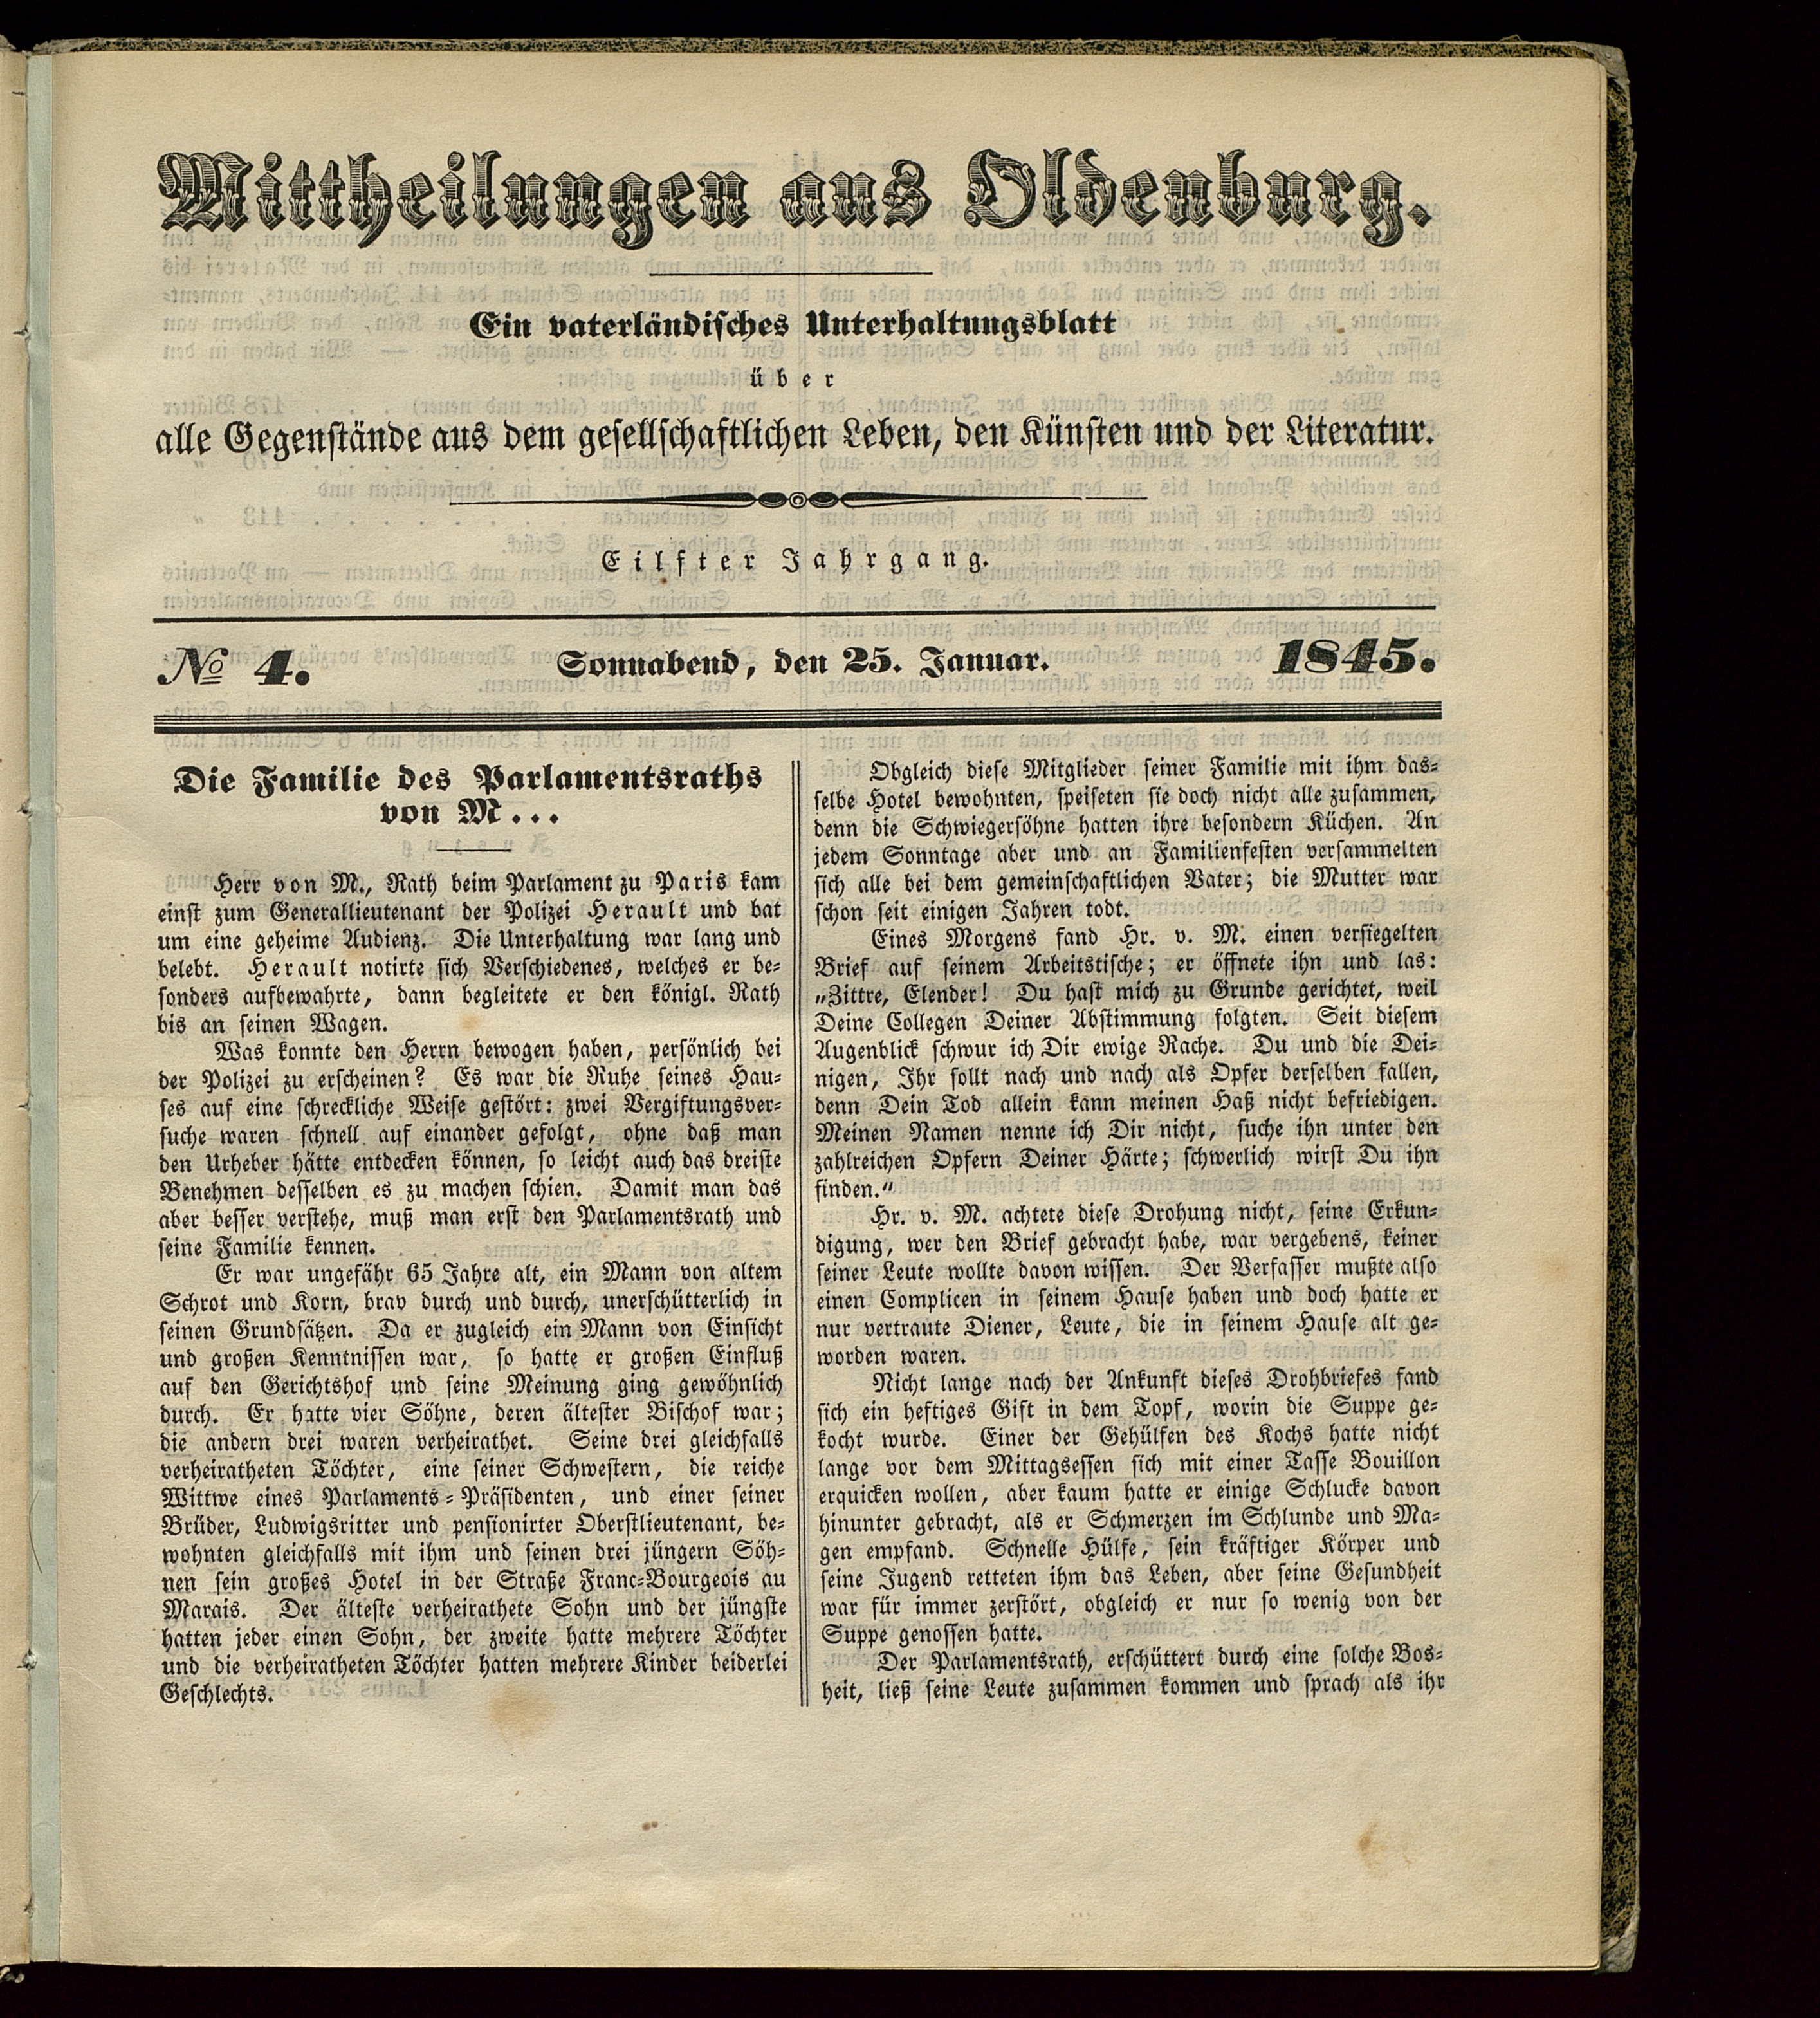 Mittheilungen aus Oldenburg.
Ein vaterländisches Unterhaltungsblatt
über
alle Gegenstände aus dem gesellschaftlichen Leben, den Künsten und der Literatur.
Eilfter Jahrgang.
№ 4. Sonnabend, den 25. Januar. 1845.
Die Familie des Parlamentsraths
von M...
Herr von M., Rath beim Parlament zu Paris kam
einst zum Generallieutenant der Polizei Herault und bat
um eine geheime Audienz. Die Unterhaltung war lang und
belebt. Herault notirte sich Verschiedenes, welches er be-
sonders aufbewahrte, dann begleitete er den königl. Rath
bis an seinen Wagen.
Was konnte den Herrn bewogen haben, persönlich bei
der Polizei zu erscheinen? Es war die Ruhe seines Hau-
ses auf eine schreckliche Weise gestört: zwei Vergiftungsver-
suche waren schnell auf einander gefolgt, ohne daß man
den Urheber hätte entdecken können, so leicht auch das dreiste
Benehmen desselben es zu machen schien. Damit man das
aber besser verstehe, muß man erst den Parlamentsrath und
seine Familie kennen.
Er war ungefähr 65 Jahre alt, ein Mann von altem
Schrot und Korn, brav durch und durch, unerschütterlich in
seinen Grundsätzen. Da er zugleich ein Mann von Einsicht
und großen Kenntnissen war, so hatte er großen Einfluß
auf den Gerichtshof und seine Meinung ging gewöhnlich
durch. Er hatte vier Söhne, deren ältester Bischof war;
die andern drei waren verheirathet. Seine drei gleichfalls
verheiratheten Töchter, eine seiner Schwestern, die reiche
Wittwe eines Parlaments-Präsidenten, und einer seiner
Brüder, Ludwigsritter und pensionirter Oberstlieutenant, be-
wohnten gleichfalls mit ihm und seinen drei jüngern Söh-
nen sein großes Hotel in der Straße Franc-Bourgeois au
Marais. Der älteste verheirathete Sohn und der jüngste
hatten jeder einen Sohn, der zweite hatte mehrere Töchter
und die verheiratheten Töchter hatten mehrere Kinder beiderlei
Geschlechts.
Obgleich diese Mitglieder seiner Familie mit ihm das-
selbe Hotel bewohnten, speiseten sie doch nicht alle zusammen,
denn die Schwiegersöhne hatten ihre besondern Küchen. An
jedem Sonntage aber und an Familienfesten versammelten
sich alle bei dem gemeinschaftlichen Vater; die Mutter war
schon seit einigen Jahren todt.
Eines Morgens fand Hr. v. M. einen versiegelten
Brief auf seinem Arbeitstische; er öffnete ihn und las:
„Zittre, Elender! Du hast mich zu Grunde gerichtet, weil
Deine Collegen Deiner Abstimmung folgten. Seit diesem
Augenblick schwur ich Dir ewige Rache. Du und die Dei-
nigen, Ihr sollt nach und nach als Opfer derselben fallen,
denn Dein Tod allein kann meinen Haß nicht befriedigen.
Meinen Namen nenne ich Dir nicht, suche ihn unter den
zahlreichen Opfern Deiner Härte; schwerlich wirst Du ihn
finden.“
Hr. v. M. achtete diese Drohung nicht, seine Erkun-
digung, wer den Brief gebracht habe, war vergebens, keiner
seiner Leute wollte davon wissen. Der Verfasser mußte also
einen Complicen in seinem Hause haben und doch hatte er
nur vertraute Diener, Leute, die in seinem Hause alt ge-
worden waren.
Nicht lange nach der Ankunft dieses Drohbriefes fand
sich ein heftiges Gift in dem Topf, worin die Suppe ge-
kocht wurde. Einer der Gehülfen des Kochs hatte nicht
lange vor dem Mittagsessen sich mit einer Tasse Bouillon
erquicken wollen, aber kaum hatte er einige Schlucke davon
hinunter gebracht, als er Schmerzen im Schlunde und Ma-
gen empfand. Schnelle Hülfe, sein kräftiger Körper und
seine Jugend retteten ihm das Leben, aber seine Gesundheit
war für immer zerstört, obgleich er nur so wenig von der
Suppe genossen hatte.
Der Parlamentsrath, erschüttert durch eine solche Bos-
heit, ließ seine Leute zusammen kommen und sprach als ihr